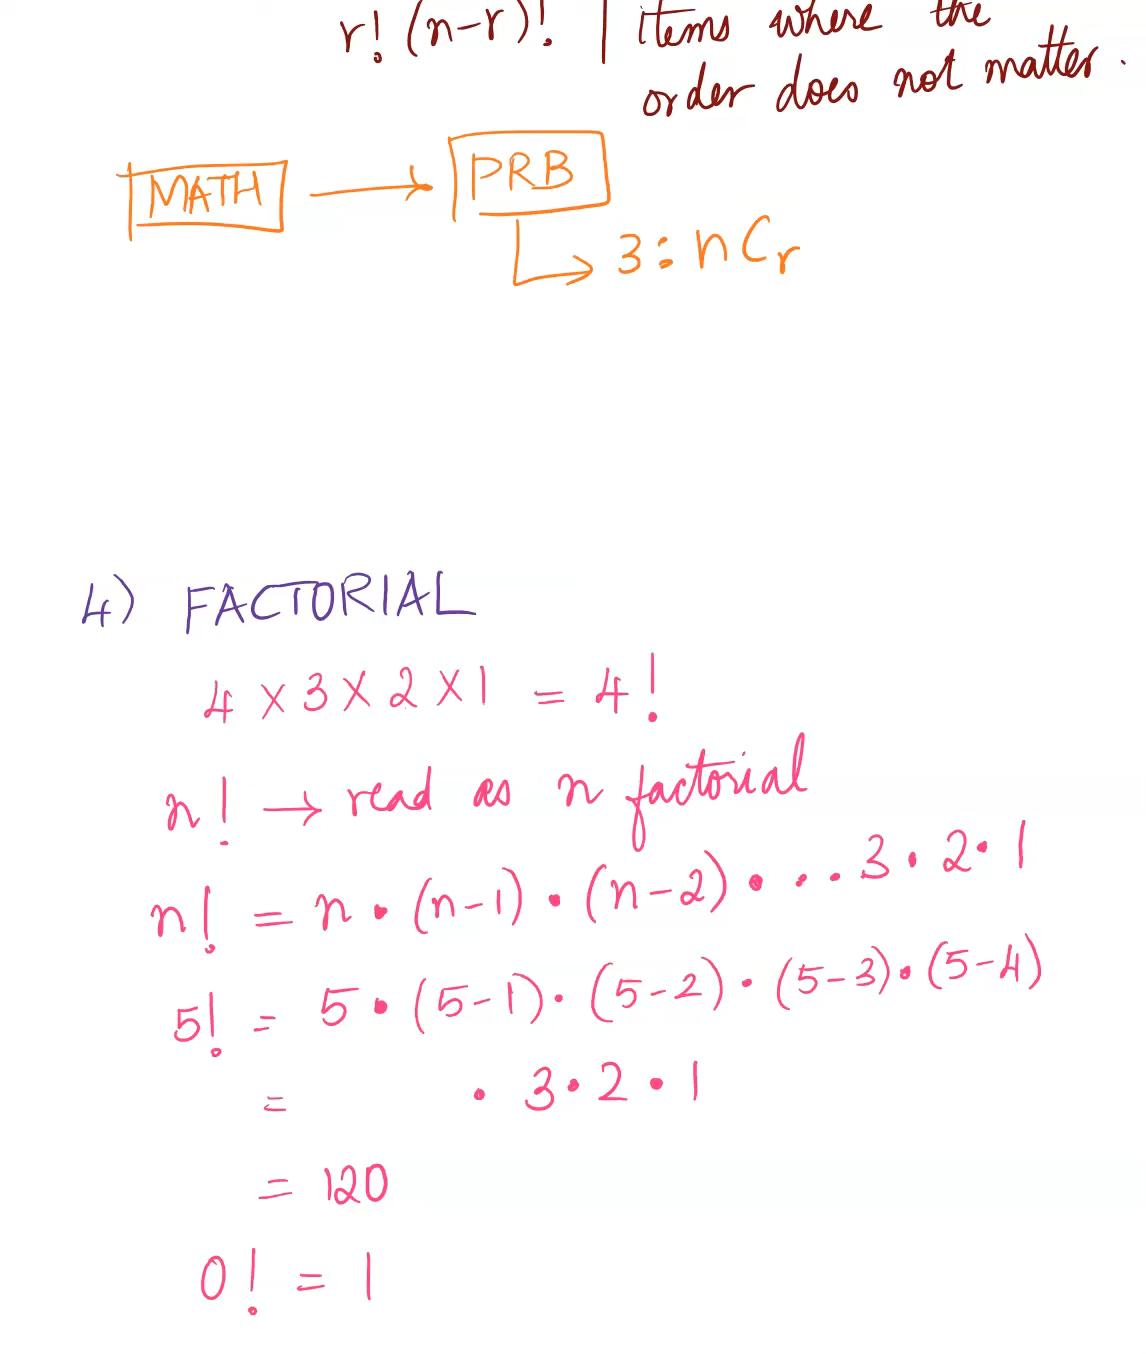 r! (n-r)! | items where the
order does not matter.
MATH → PRB
↳ 3: nCr
4) FACTORIAL
4 × 3 × 2 × 1 = 4!
n! → read as n factorial
n! = n • (n-1) • (n-2) • • • 3 • 2 • 1
5! = 5 • (5-1) • (5-2) • (5-3) • (5-4)
= • 3 • 2 • 1
= 120
0! = 1